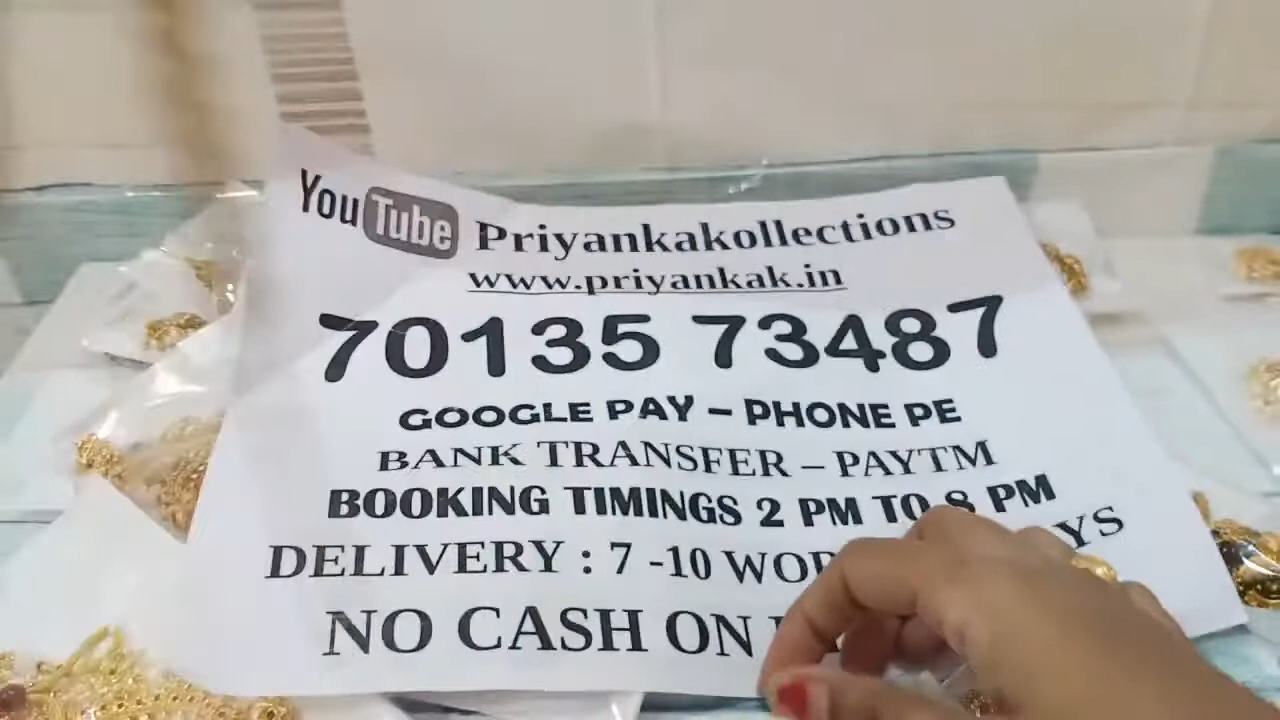 YouTube Priyankakollections
www.priyankak.in
70135 73487
GOOGLE PAY – PHONE PE
BANK TRANSFER – PAYTM
BOOKING TIMINGS 2 PM TO 8 PM
DELIVERY : 7 -10
NO CASH ON